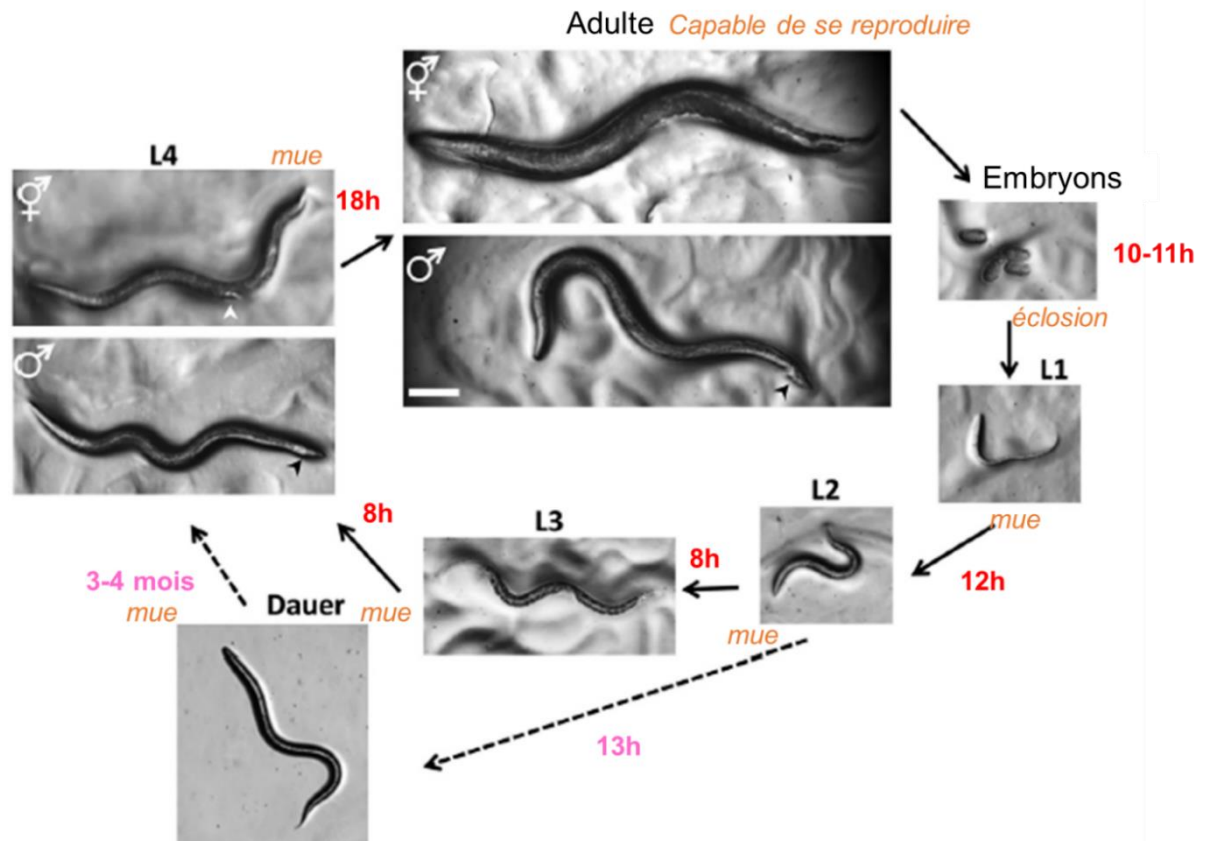 Adulte Capable de se reproduire
L4 mue
18h
Embryons
10-11h
éclosion
L1
mue
12h
L2
8h
mue
L3
8h
mue
13h
Dauer
3-4 mois
mue